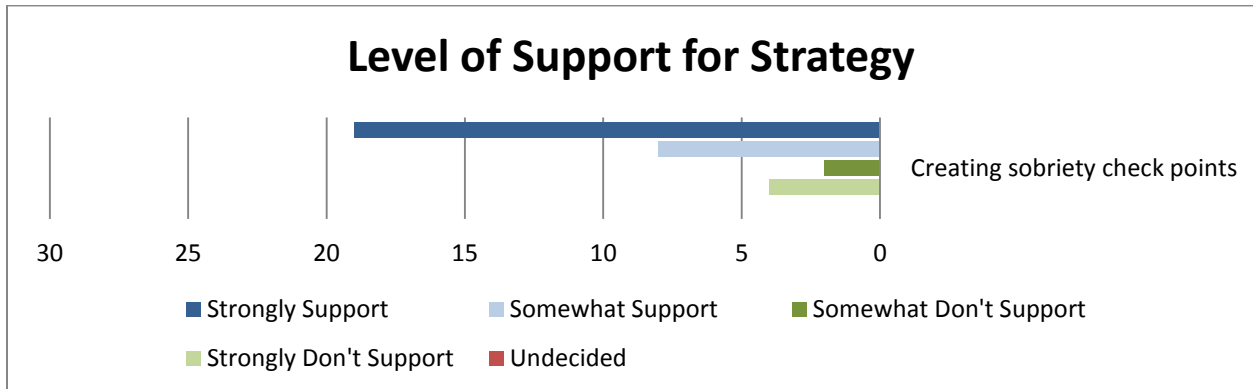 Level of Support for Strategy
Creating sobriety check points
30 25 20 15 10 5 0
Strongly Support Somewhat Support Somewhat Don't Support
Strongly Don't Support Undecided